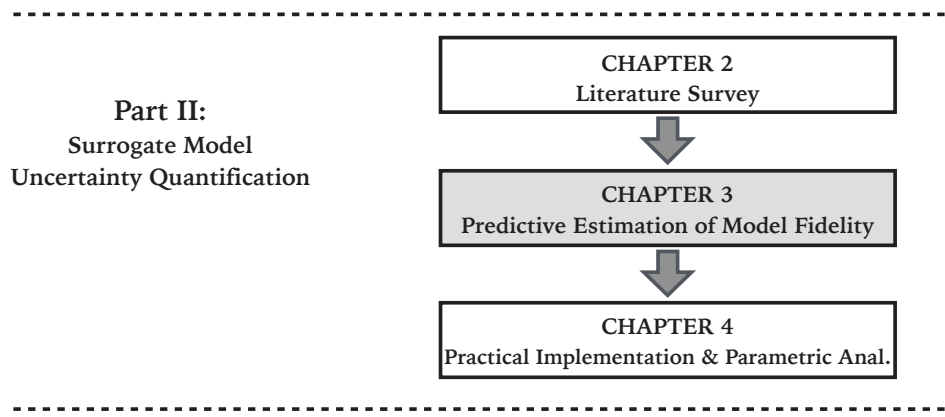 Part II:
Surrogate Model
Uncertainty Quantification
CHAPTER 2
Literature Survey
CHAPTER 3
Predictive Estimation of Model Fidelity
CHAPTER 4
Practical Implementation & Parametric Anal.